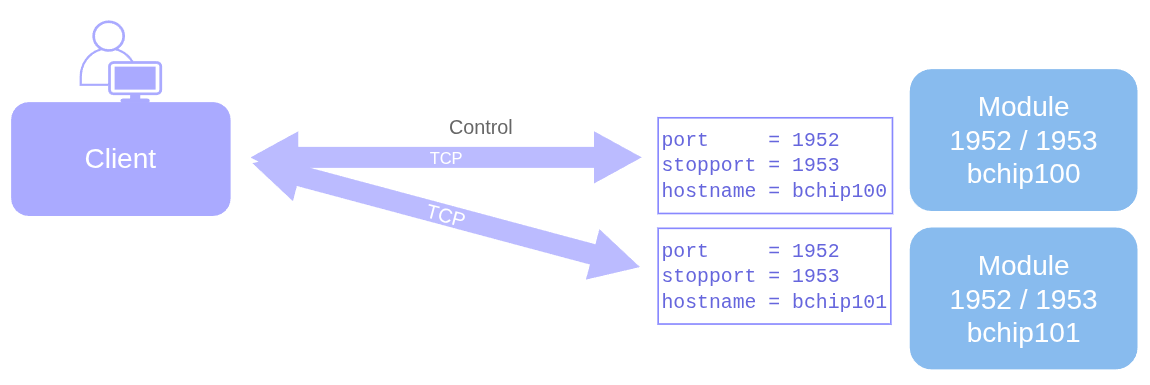 Client
Control
TCP
TCP
port     = 1952
stopport = 1953
hostname = bchip100
port     = 1952
stopport = 1953
hostname = bchip101
Module
1952 / 1953
bchip100
Module
1952 / 1953
bchip101